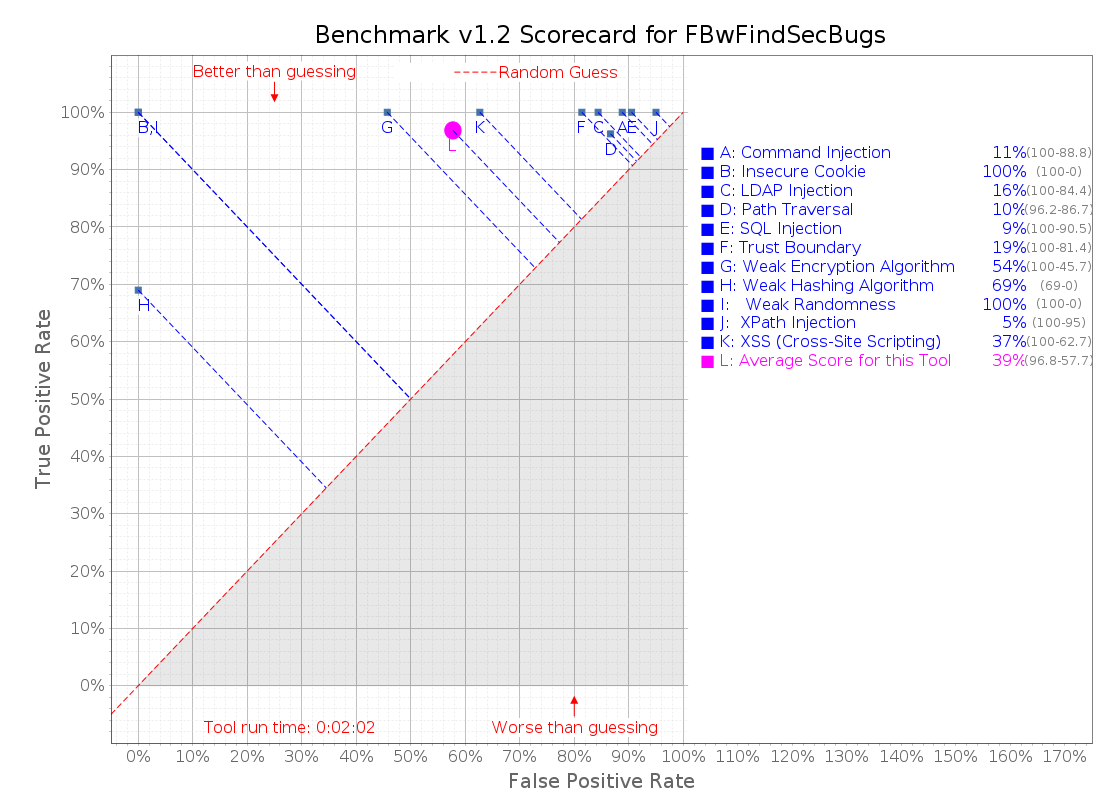 Benchmark v1.2 Scorecard for FBwFindSecBugs
Better than guessing
Random Guess
100%
90%
80%
70%
60%
50%
40%
30%
20%
10%
0%
True Positive Rate
B,I
G
L
K
F
C
A
E
J
D
H
A: Command Injection 11% (100-88.8)
B: Insecure Cookie 100% (100-0)
C: LDAP Injection 16% (100-84.4)
D: Path Traversal 10% (96.2-86.7)
E: SQL Injection 9% (100-90.5)
F: Trust Boundary 19% (100-81.4)
G: Weak Encryption Algorithm 54% (100-45.7)
H: Weak Hashing Algorithm 69% (69-0)
I: Weak Randomness 100% (100-0)
J: XPath Injection 5% (100-95)
K: XSS (Cross-Site Scripting) 37% (100-62.7)
L: Average Score for this Tool 39% (96.8-57.7)
Tool run time: 0:02:02
Worse than guessing
0% 10% 20% 30% 40% 50% 60% 70% 80% 90% 100% 110% 120% 130% 140% 150% 160% 170%
False Positive Rate